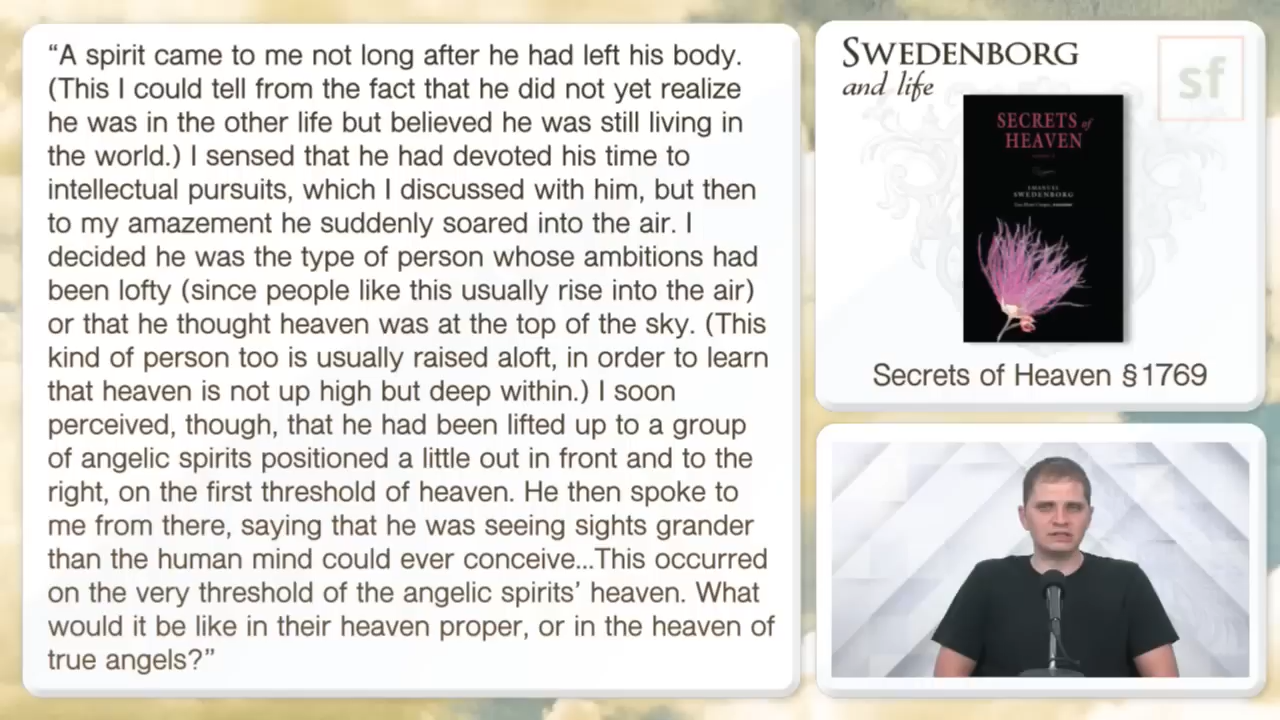 “A spirit came to me not long after he had left his body.
(This I could tell from the fact that he did not yet realize
he was in the other life but believed he was still living in
the world.) I sensed that he had devoted his time to
intellectual pursuits, which I discussed with him, but then
to my amazement he suddenly soared into the air. I
decided he was the type of person whose ambitions had
been lofty (since people like this usually rise into the air)
or that he thought heaven was at the top of the sky. (This
kind of person too is usually raised aloft, in order to learn
that heaven is not up high but deep within.) I soon
perceived, though, that he had been lifted up to a group
of angelic spirits positioned a little out in front and to the
right, on the first threshold of heaven. He then spoke to
me from there, saying that he was seeing sights grander
than the human mind could ever conceive...This occurred
on the very threshold of the angelic spirits’ heaven. What
would it be like in their heaven proper, or in the heaven of
true angels?”
SWEDENBORG
and life
sf
SECRETS of
HEAVEN
EMANUEL
SWEDENBORG
Secrets of Heaven §1769